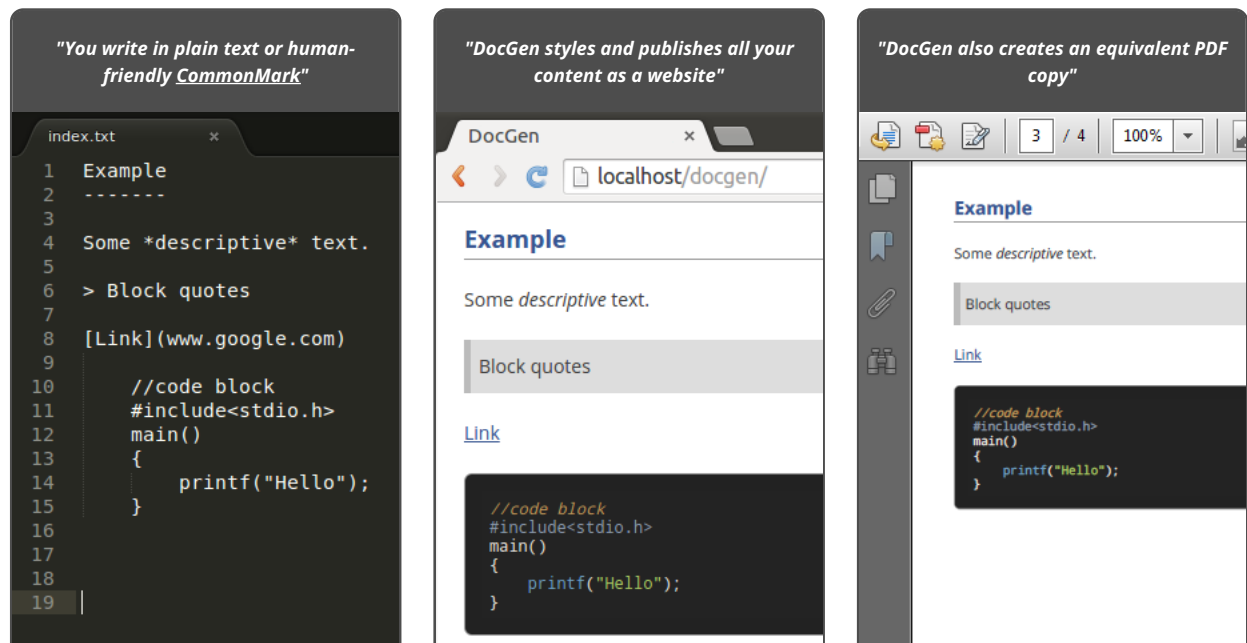 "You write in plain text or human-
friendly CommonMark"
index.txt ×
1 Example
2 -------
3
4 Some *descriptive* text.
5
6 > Block quotes
7
8 [Link](www.google.com)
9
10     //code block
11     #include<stdio.h>
12     main()
13     {
14         printf("Hello");
15     }
16
17
18
19
"DocGen styles and publishes all your
content as a website"
DocGen ×
localhost/docgen/
Example
Some descriptive text.
Block quotes
Link
//code block
#include<stdio.h>
main()
{
    printf("Hello");
}
"DocGen also creates an equivalent PDF
copy"
3 / 4 100%
Example
Some descriptive text.
Block quotes
Link
//code block
#include<stdio.h>
main()
{
    printf("Hello");
}